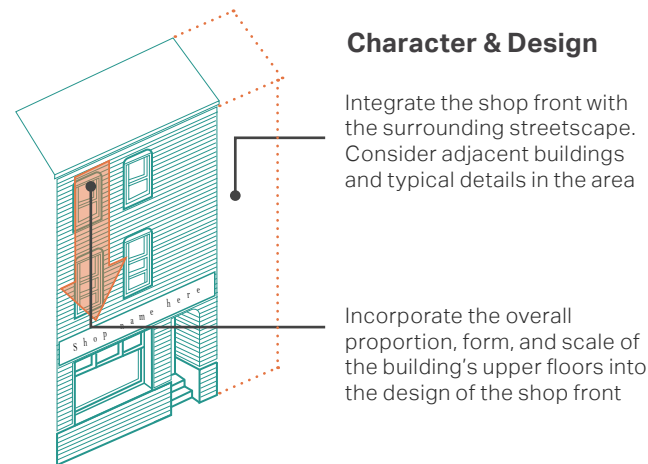 Character & Design
Integrate the shop front with
the surrounding streetscape.
Consider adjacent buildings
and typical details in the area
Shop name here
Incorporate the overall
proportion, form, and scale of
the building’s upper floors into
the design of the shop front